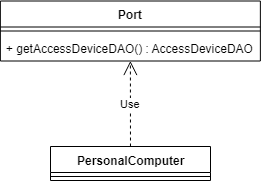 Port
+ getAccessDeviceDAO() : AccessDeviceDAO
Use
PersonalComputer